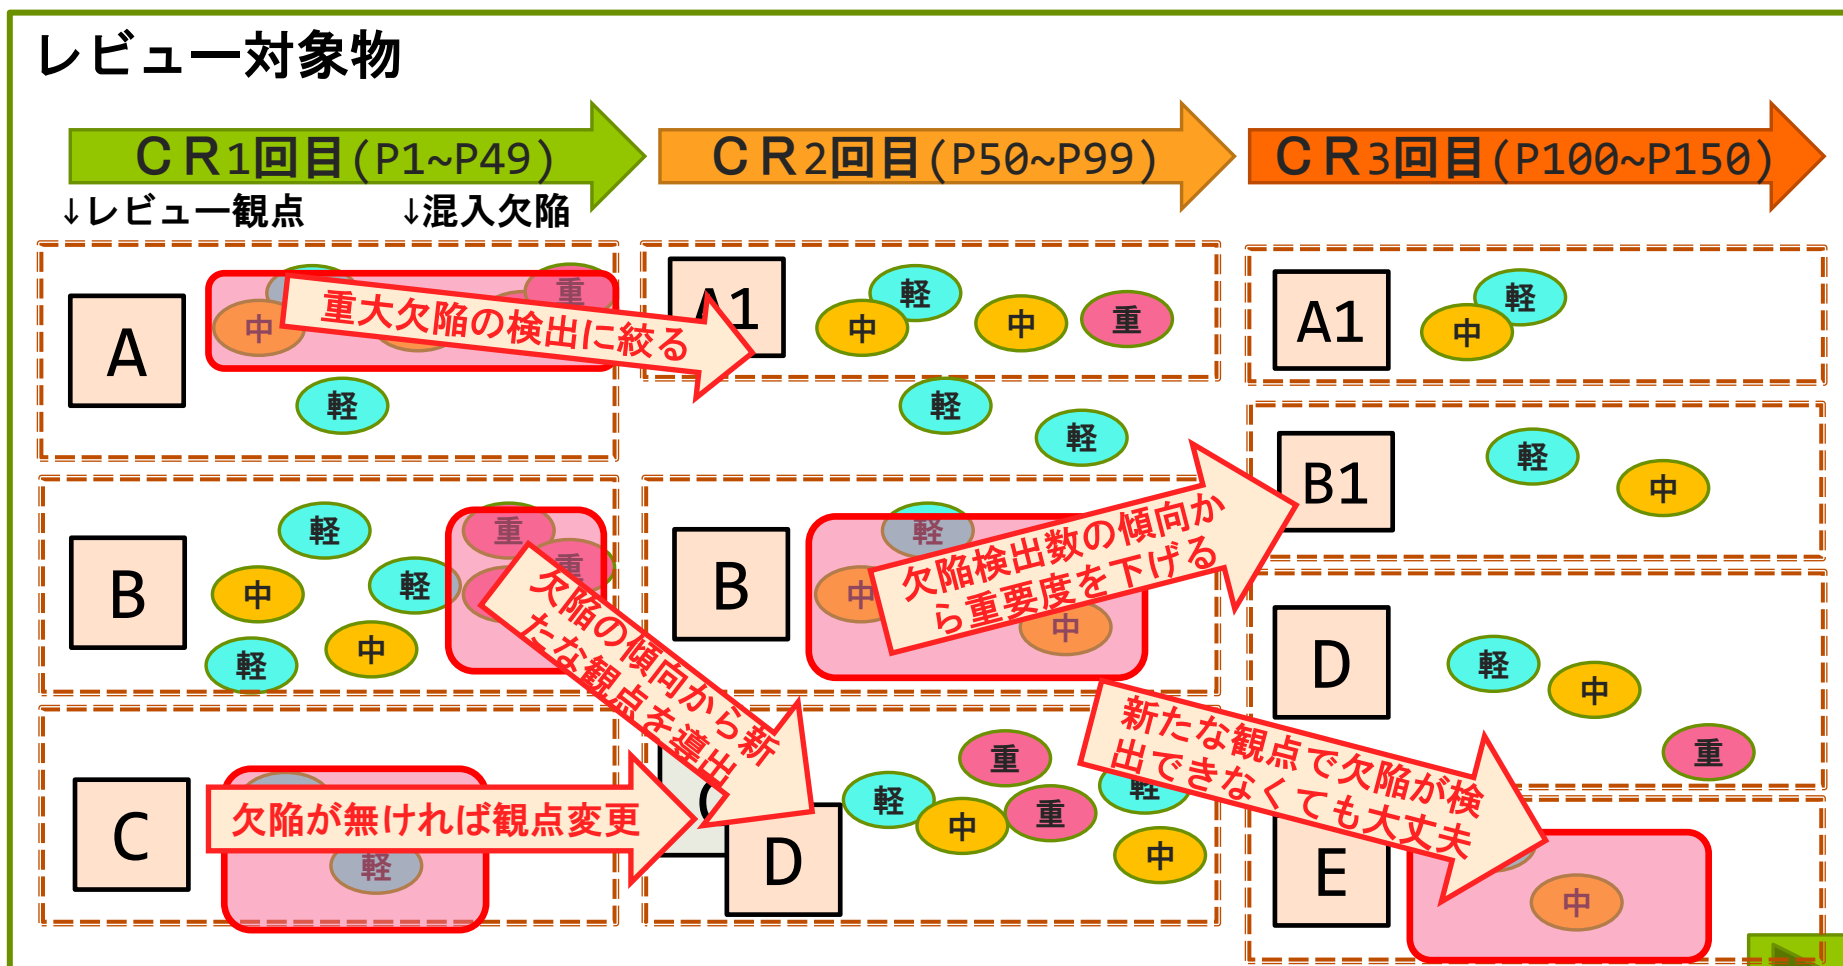 レビュー対象物
ＣＲ1回目(P1~P49)
ＣＲ2回目(P50~P99)
ＣＲ3回目(P100~P150)
↓レビュー観点
↓混入欠陥
A
中
重
軽
重大欠陥の検出に絞る
A1
軽
中
中
重
軽
軽
A1
軽
中
B
軽
中
軽
軽
中
重
重
欠陥の傾向から新
たな観点を導出
B
軽
中
中
欠陥検出数の傾向か
ら重要度を下げる
B1
軽
中
D
軽
中
重
C
軽
欠陥が無ければ観点変更
D
軽
中
重
重
軽
中
新たな観点で欠陥が検
出できなくても大丈夫
E
中